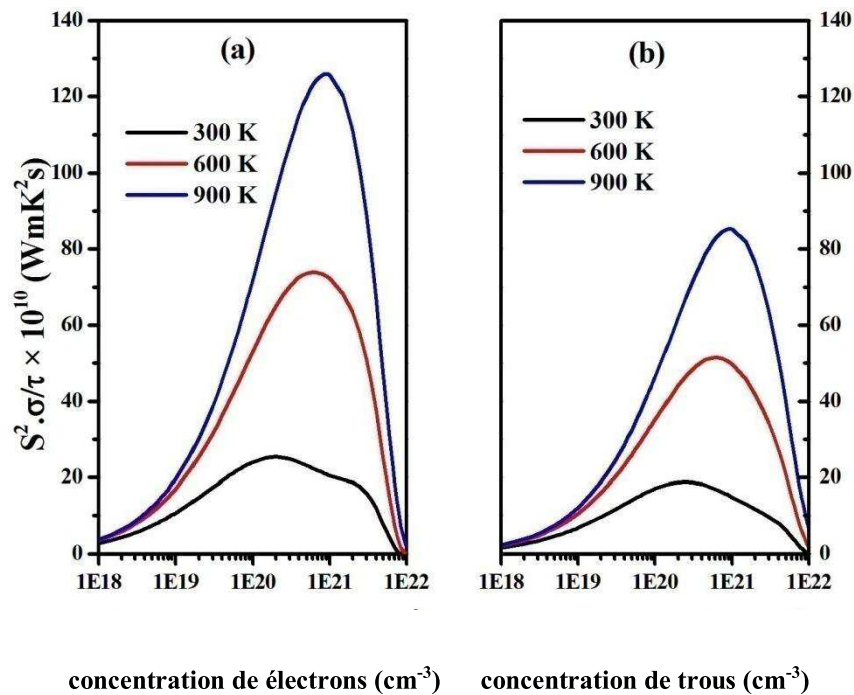 140
120
100
80
60
40
20
0
S².σ/τ × 10¹⁰ (WmK²s)
(a)
300 K
600 K
900 K
1E18 1E19 1E20 1E21 1E22
(b)
300 K
600 K
900 K
140
120
100
80
60
40
20
0
1E18 1E19 1E20 1E21 1E22
concentration de électrons (cm⁻³) concentration de trous (cm⁻³)